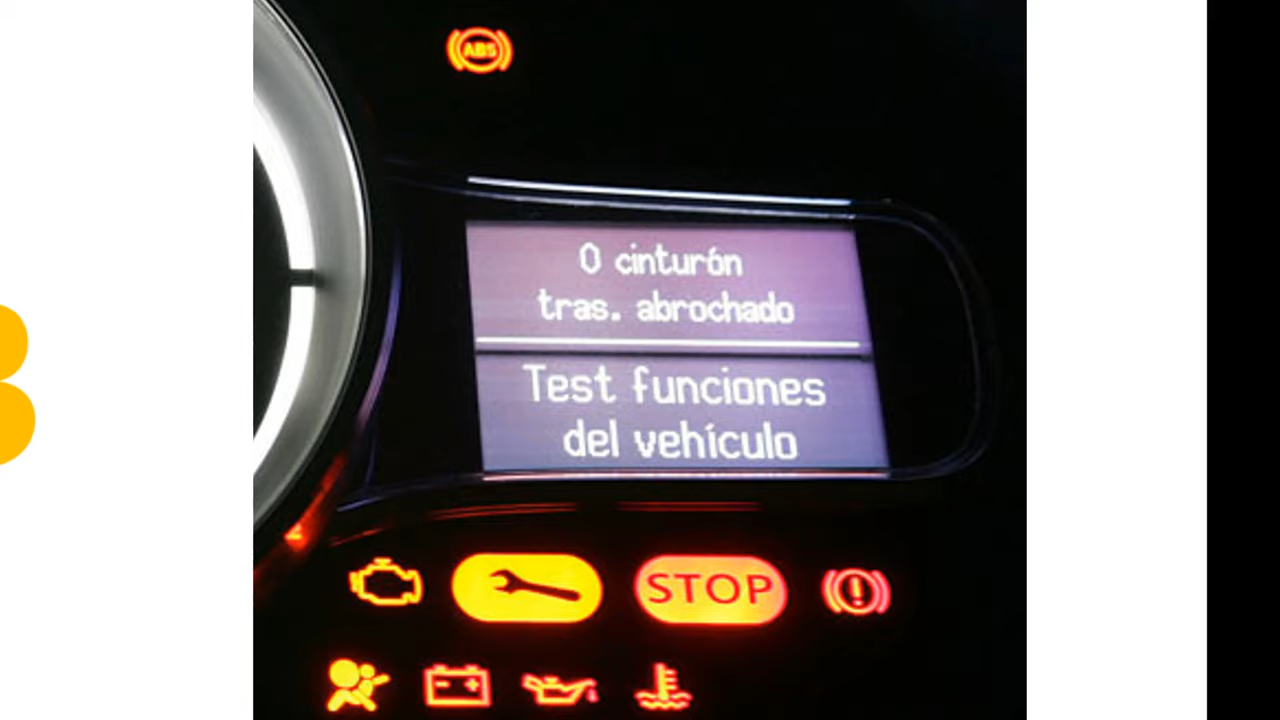 ABS
0 cinturón
tras. abrochado
Test funciones
del vehículo
STOP